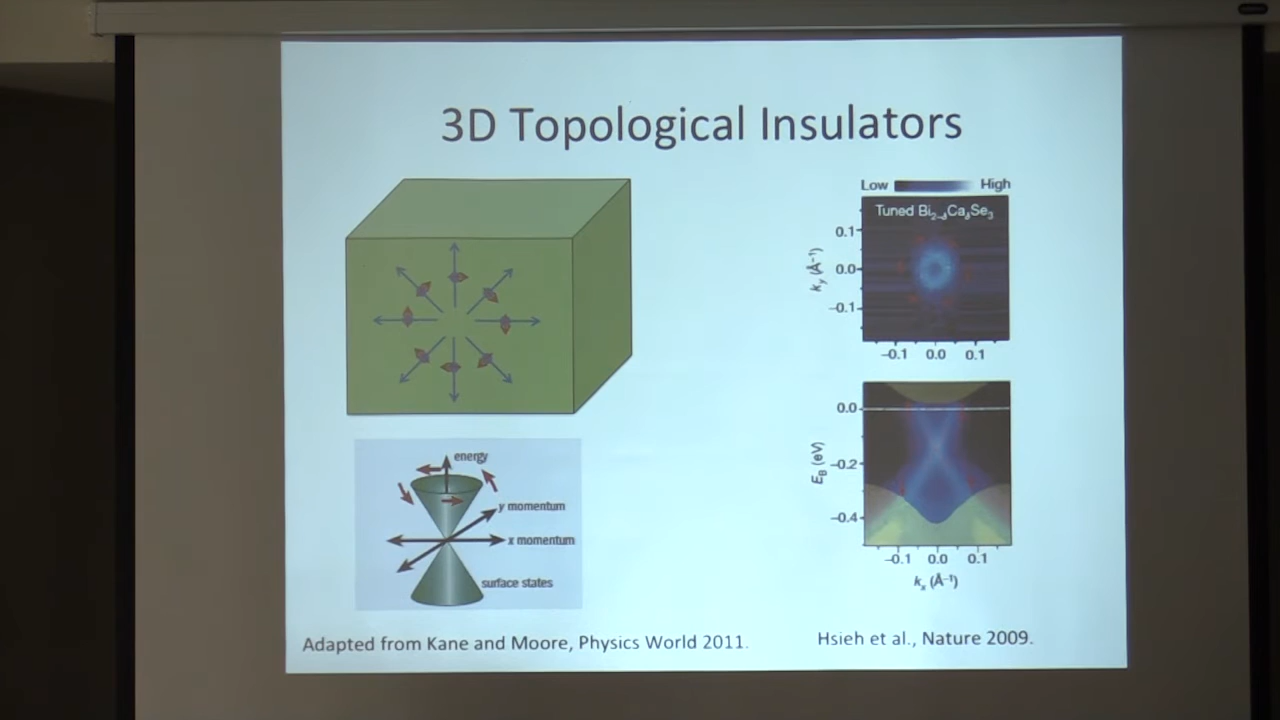 3D Topological Insulators
energy
y momentum
x momentum
surface states
Adapted from Kane and Moore, Physics World 2011.
Low High
Tuned Bi₂₋δCaδSe₃
0.1
0.0
−0.1
kᵧ (Å⁻¹)
−0.1 0.0 0.1
0.0
−0.2
−0.4
E_B (eV)
−0.1 0.0 0.1
kₓ (Å⁻¹)
Hsieh et al., Nature 2009.